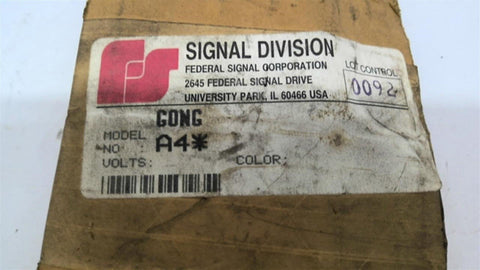 SIGNAL DIVISION
FEDERAL SIGNAL CORPORATION
2645 FEDERAL SIGNAL DRIVE
UNIVERSITY PARK, IL 60466 USA
LOT CONTROL
0092
GONG
MODEL
NO : A4*
VOLTS: COLOR: